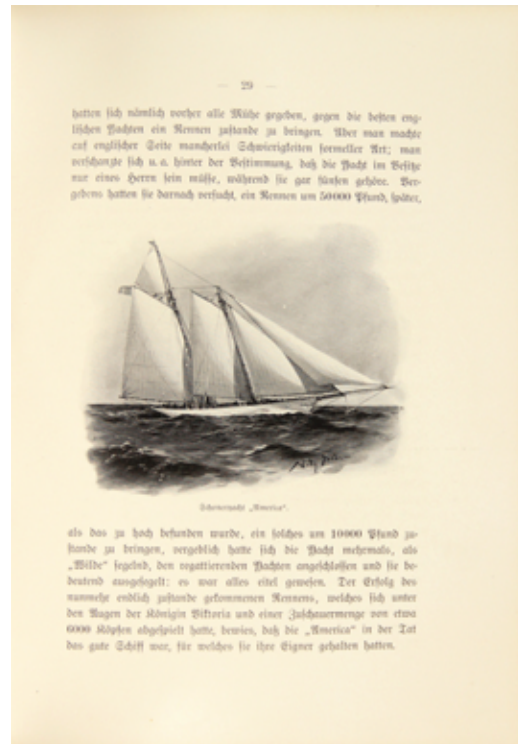 — 29 —
hatten sich nämlich vorher alle Mühe gegeben, gegen die besten eng-
lischen Yachten ein Rennen zustande zu bringen. Aber man machte
auf englischer Seite mancherlei Schwierigkeiten formeller Art; man
verschanzte sich u. a. hinter der Bestimmung, daß die Yacht im Besitze
nur eines Herrn sein müsse, während sie gar fünfen gehöre. Ver-
gebens hatten sie darnach versucht, ein Rennen um 50000 Pfund, später,
Schoneryacht „America“.
als das zu hoch befunden wurde, ein solches um 10000 Pfund zu-
stande zu bringen, vergeblich hatte sich die Yacht mehrmals, als
„Wilde“ segelnd, den regattierenden Yachten angeschlossen und sie be-
deutend ausgesegelt; es war alles eitel gewesen. Der Erfolg des
nunmehr endlich zustande gekommenen Rennens, welches sich unter
den Augen der Königin Viktoria und einer Zuschauermenge von etwa
6000 Köpfen abgespielt hatte, bewies, daß die „America“ in der Tat
das gute Schiff war, für welches sie ihre Eigner gehalten hatten.